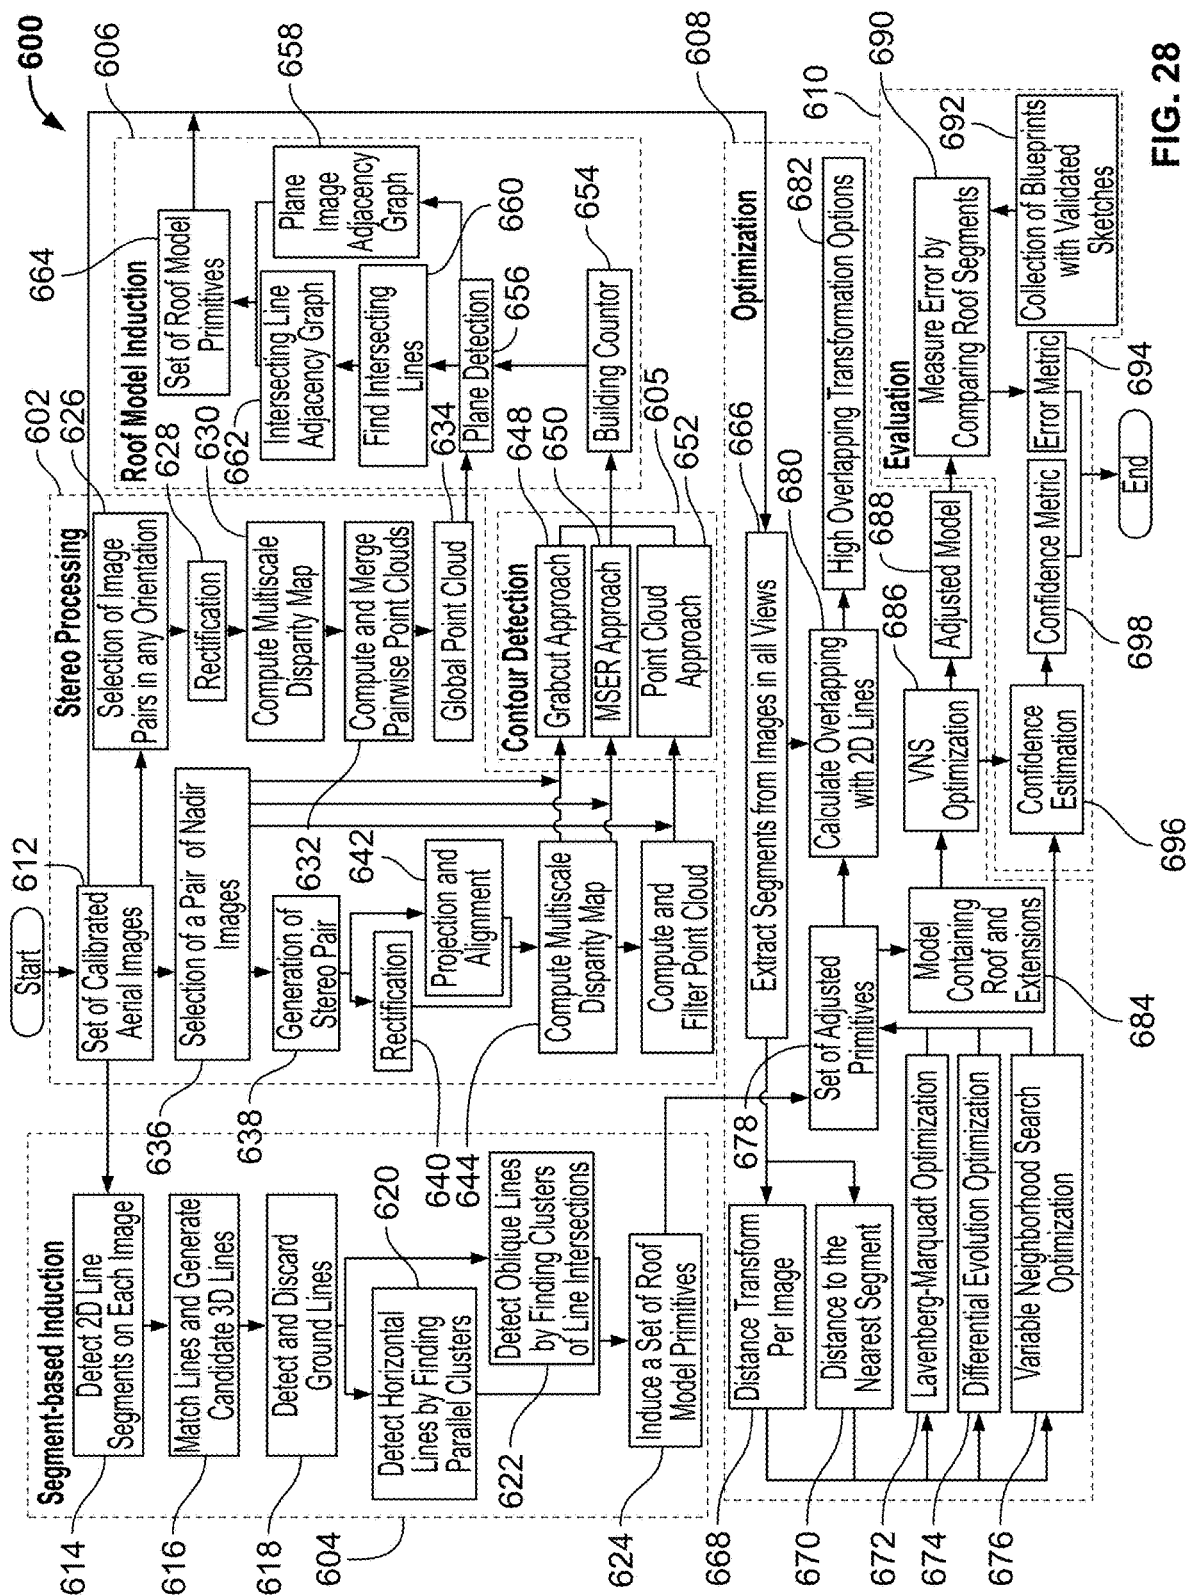 600
Start
612
Set of Calibrated
Aerial Images
Segment-based Induction
614
Detect 2D Line
Segments on Each Image
616
Match Lines and Generate
Candidate 3D Lines
618
Detect and Discard
Ground Lines
604
620
Detect Horizontal
Lines by Finding
Parallel Clusters
622
Detect Oblique Lines
by Finding Clusters
of Line Intersections
624
Induce a Set of Roof
Model Primitives
Stereo Processing
602
626
Selection of Image
Pairs in any Orientation
628
Rectification
630
Compute Multiscale
Disparity Map
632
Compute and Merge
Pairwise Point Clouds
634
Global Point Cloud
636
Selection of a Pair of Nadir
Images
638
Generation of
Stereo Pair
640
Rectification
642
Projection and
Alignment
644
Compute Multiscale
Disparity Map
Compute and
Filter Point Cloud
Contour Detection
605
648
Grabcut Approach
650
MSER Approach
652
Point Cloud
Approach
Roof Model Induction
606
654
Building Countor
656
Plane Detection
658
Plane
Image
Adjacency
Graph
660
Find Intersecting
Lines
662
Intersecting Line
Adjacency Graph
664
Set of Roof Model
Primitives
Optimization
608
666
Extract Segments from Images in all Views
668
Distance Transform
Per Image
670
Distance to the
Nearest Segment
672
Lavenberg-Marquadt Optimization
674
Differential Evolution Optimization
676
Variable Neighborhood Search
Optimization
678
Set of Adjusted
Primitives
680
Calculate Overlapping
with 2D Lines
682
High Overlapping Transformation Options
684
Model
Containing
Roof and
Extensions
686
VNS
Optimization
688
Adjusted Model
Evaluation
610
690
Measure Error by
Comparing Roof Segments
692
Collection of Blueprints
with Validated
Sketches
694
Error Metric
696
Confidence
Estimation
698
Confidence Metric
End
FIG. 28